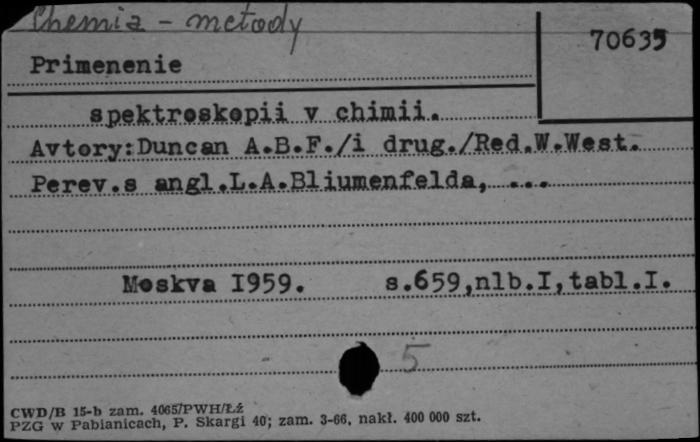 Chemia - metody
70635
Primenenie
spektroskopii v chimii.
Avtory:Duncan A.B.F./i drug./Red.W.West.
Perev.s angl.L.A.Bliumenfelda, ...
Moskva I959. s.659,nlb.I,tabl.I.
5
CWD/B 15-b zam. 4065/PWH/Łź
PZG w Pabianicach, P. Skargi 40; zam. 3-66, nakł. 400 000 szt.